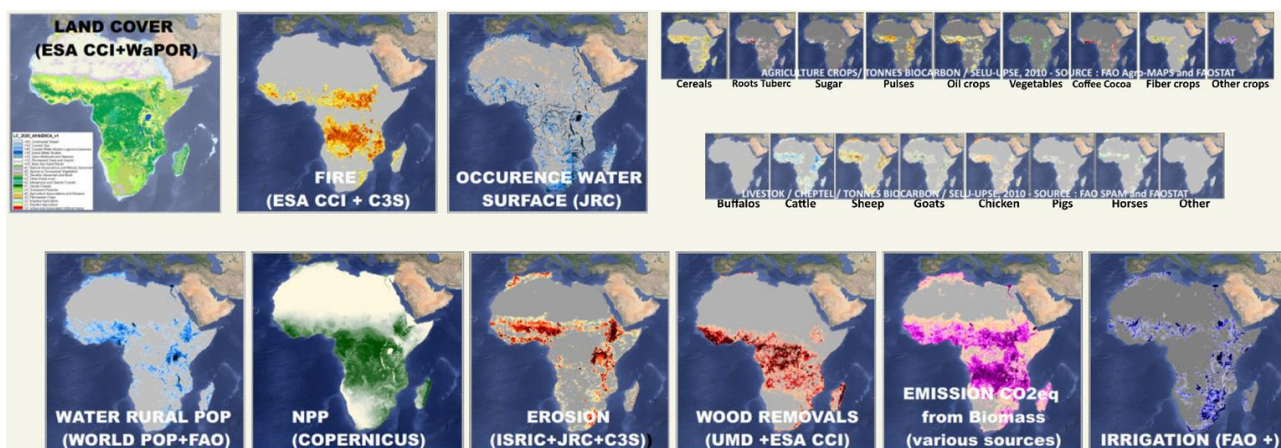 LAND COVER
(ESA CCI+WaPOR)
FIRE
(ESA CCI + C3S)
OCCURENCE WATER
SURFACE (JRC)
AGRICULTURE CROPS/ TONNES BIOCARBON / SELU-UPSE, 2010 - SOURCE : FAO Agro-MAPS and FAOSTAT
Cereals Roots Tuberc Sugar Pulses Oil crops Vegetables Coffee Cocoa Fiber crops Other crops
LIVESTOK / CHEPTEL / TONNES BIOCARBON / SELU-UPSE, 2010 - SOURCE : FAO SPAM and FAOSTAT
Buffalos Cattle Sheep Goats Chicken Pigs Horses Other
WATER RURAL POP
(WORLD POP+FAO)
NPP
(COPERNICUS)
EROSION
(ISRIC+JRC+C3S)
WOOD REMOVALS
(UMD +ESA CCI)
EMISSION CO2eq
from Biomass
(various sources)
IRRIGATION (FAO +)